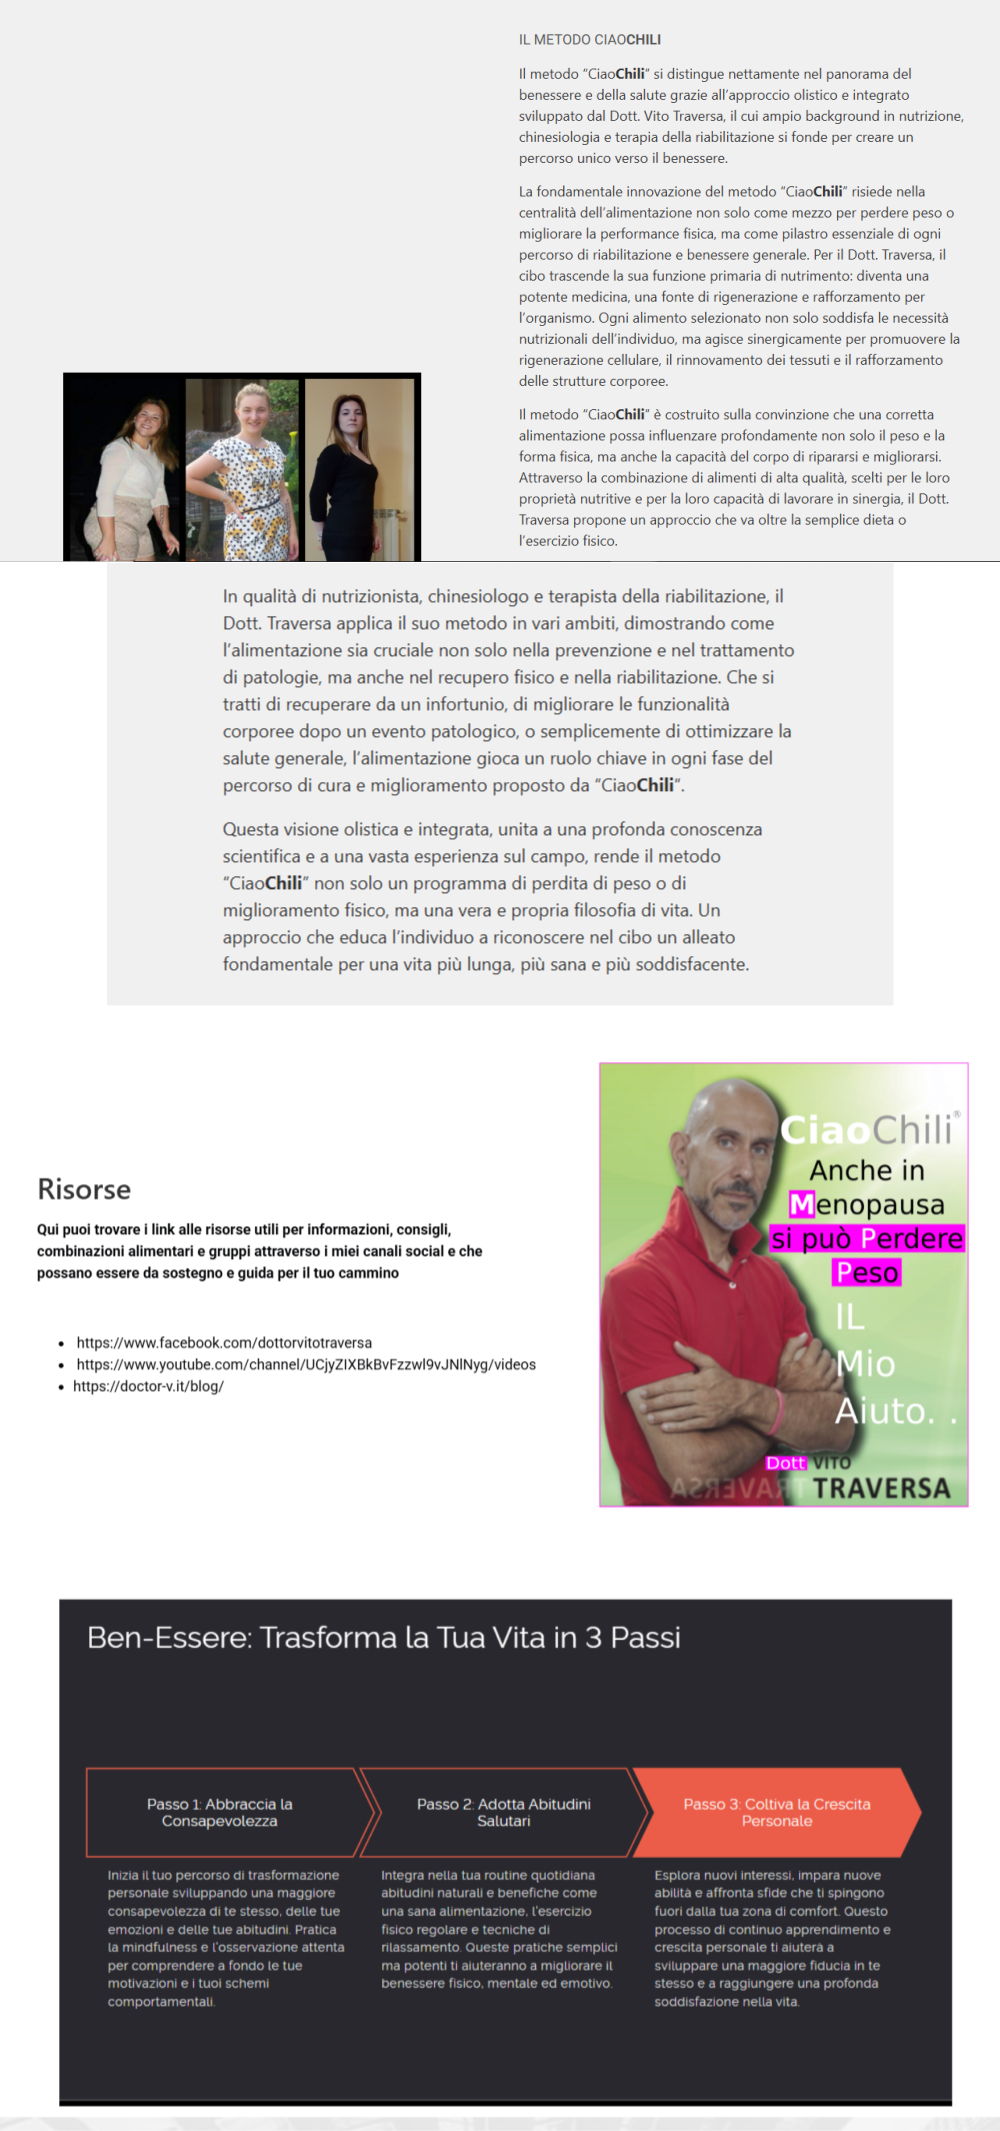 IL METODO CIAOCHILI
Il metodo “CiaoChili” si distingue nettamente nel panorama del
benessere e della salute grazie all’approccio olistico e integrato
sviluppato dal Dott. Vito Traversa, il cui ampio background in nutrizione,
chinesiologia e terapia della riabilitazione si fonde per creare un
percorso unico verso il benessere.
La fondamentale innovazione del metodo “CiaoChili” risiede nella
centralità dell’alimentazione non solo come mezzo per perdere peso o
migliorare la performance fisica, ma come pilastro essenziale di ogni
percorso di riabilitazione e benessere generale. Per il Dott. Traversa, il
cibo trascende la sua funzione primaria di nutrimento: diventa una
potente medicina, una fonte di rigenerazione e rafforzamento per
l’organismo. Ogni alimento selezionato non solo soddisfa le necessità
nutrizionali dell’individuo, ma agisce sinergicamente per promuovere la
rigenerazione cellulare, il rinnovamento dei tessuti e il rafforzamento
delle strutture corporee.
Il metodo “CiaoChili” è costruito sulla convinzione che una corretta
alimentazione possa influenzare profondamente non solo il peso e la
forma fisica, ma anche la capacità del corpo di ripararsi e migliorarsi.
Attraverso la combinazione di alimenti di alta qualità, scelti per le loro
proprietà nutritive e per la loro capacità di lavorare in sinergia, il Dott.
Traversa propone un approccio che va oltre la semplice dieta o
l’esercizio fisico.
In qualità di nutrizionista, chinesiologo e terapista della riabilitazione, il
Dott. Traversa applica il suo metodo in vari ambiti, dimostrando come
l’alimentazione sia cruciale non solo nella prevenzione e nel trattamento
di patologie, ma anche nel recupero fisico e nella riabilitazione. Che si
tratti di recuperare da un infortunio, di migliorare le funzionalità
corporee dopo un evento patologico, o semplicemente di ottimizzare la
salute generale, l’alimentazione gioca un ruolo chiave in ogni fase del
percorso di cura e miglioramento proposto da “CiaoChili“.
Questa visione olistica e integrata, unita a una profonda conoscenza
scientifica e a una vasta esperienza sul campo, rende il metodo
“CiaoChili” non solo un programma di perdita di peso o di
miglioramento fisico, ma una vera e propria filosofia di vita. Un
approccio che educa l’individuo a riconoscere nel cibo un alleato
fondamentale per una vita più lunga, più sana e più soddisfacente.
Risorse
Qui puoi trovare i link alle risorse utili per informazioni, consigli,
combinazioni alimentari e gruppi attraverso i miei canali social e che
possano essere da sostegno e guida per il tuo cammino
• https://www.facebook.com/dottorvitotraversa
• https://www.youtube.com/channel/UCjyZIXBkBvFzzwl9vJNlNyg/videos
• https://doctor-v.it/blog/
CiaoChili®
Anche in
Menopausa
si può Perdere
Peso
IL
Mio
Aiuto. .
Dott VITO
TRAVERSA TRAVERSA
Ben-Essere: Trasforma la Tua Vita in 3 Passi
Passo 1: Abbraccia la
Consapevolezza
Inizia il tuo percorso di trasformazione
personale sviluppando una maggiore
consapevolezza di te stesso, delle tue
emozioni e delle tue abitudini. Pratica
la mindfulness e l'osservazione attenta
per comprendere a fondo le tue
motivazioni e i tuoi schemi
comportamentali.
Passo 2: Adotta Abitudini
Salutari
Integra nella tua routine quotidiana
abitudini naturali e benefiche come
una sana alimentazione, l'esercizio
fisico regolare e tecniche di
rilassamento. Queste pratiche semplici
ma potenti ti aiuteranno a migliorare il
benessere fisico, mentale ed emotivo.
Passo 3: Coltiva la Crescita
Personale
Esplora nuovi interessi, impara nuove
abilità e affronta sfide che ti spingono
fuori dalla tua zona di comfort. Questo
processo di continuo apprendimento e
crescita personale ti aiuterà a
sviluppare una maggiore fiducia in te
stesso e a raggiungere una profonda
soddisfazione nella vita.